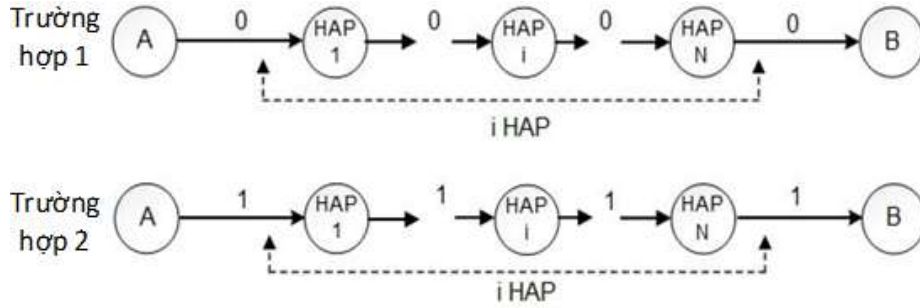 Trường hợp 1
A 0 HAP 1 0 HAP i 0 HAP N 0 B
i HAP
Trường hợp 2
A 1 HAP 1 1 HAP i 1 HAP N 1 B
i HAP